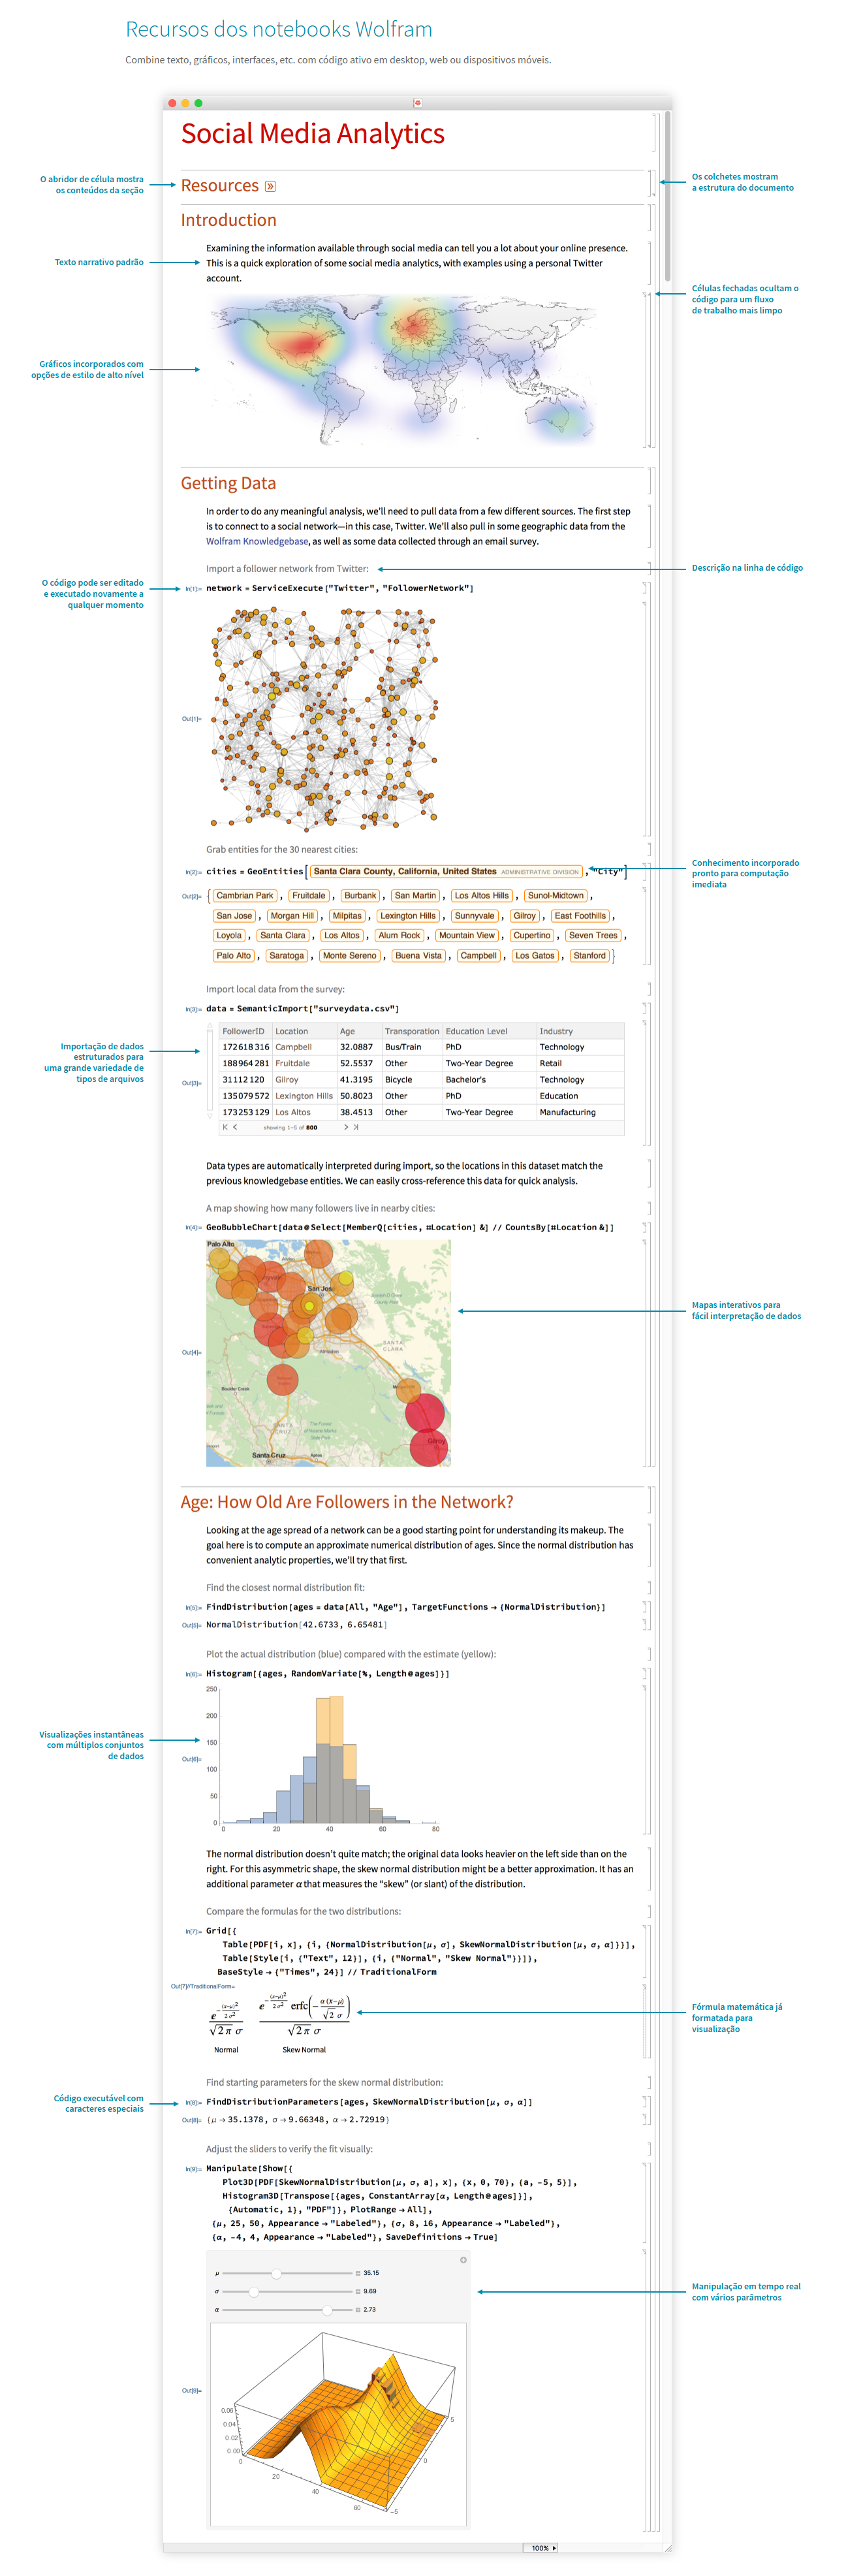 Recursos dos notebooks Wolfram
Combine texto, gráficos, interfaces, etc. com código ativo em desktop, web ou dispositivos móveis.
Social Media Analytics
O abridor de célula mostra
os conteúdos da seção
Resources
Os colchetes mostram
a estrutura do documento
Introduction
Texto narrativo padrão
Examining the information available through social media can tell you a lot about your online presence.
This is a quick exploration of some social media analytics, with examples using a personal Twitter
account.
Células fechadas ocultam o
código para um fluxo
de trabalho mais limpo
Gráficos incorporados com
opções de estilo de alto nível
Getting Data
In order to do any meaningful analysis, we'll need to pull data from a few different sources. The first step
is to connect to a social network—in this case, Twitter. We'll also pull in some geographic data from the
Wolfram Knowledgebase, as well as some data collected through an email survey.
Import a follower network from Twitter:
Descrição na linha de código
O código pode ser editado
e executado novamente a
qualquer momento
In[1]:= network = ServiceExecute["Twitter", "FollowerNetwork"]
Out[1]=
Grab entities for the 30 nearest cities:
In[2]:= cities = GeoEntities[ Santa Clara County, California, United States ADMINISTRATIVE DIVISION , "City"]
Conhecimento incorporado
pronto para computação
imediata
Out[2]= { Cambrian Park , Fruitdale , Burbank , San Martin , Los Altos Hills , Sunol-Midtown ,
San Jose , Morgan Hill , Milpitas , Lexington Hills , Sunnyvale , Gilroy , East Foothills ,
Loyola , Santa Clara , Los Altos , Alum Rock , Mountain View , Cupertino , Seven Trees ,
Palo Alto , Saratoga , Monte Sereno , Buena Vista , Campbell , Los Gatos , Stanford }
Import local data from the survey:
In[3]:= data = SemanticImport["surveydata.csv"]
Importação de dados
estruturados para
uma grande variedade de
tipos de arquivos
Out[3]=
FollowerID Location Age Transporation Education Level Industry
172618316 Campbell 32.0887 Bus/Train PhD Technology
188964281 Fruitdale 52.5537 Other Two-Year Degree Retail
31112120 Gilroy 41.3195 Bicycle Bachelor's Technology
135079572 Lexington Hills 50.8023 Other PhD Education
173253129 Los Altos 38.4513 Other Two-Year Degree Manufacturing
showing 1–5 of 800
Data types are automatically interpreted during import, so the locations in this dataset match the
previous knowledgebase entities. We can easily cross-reference this data for quick analysis.
A map showing how many followers live in nearby cities:
In[4]:= GeoBubbleChart[data@Select[MemberQ[cities, #Location] &] // CountsBy[#Location &]]
Palo Alto
San Jos
SANTA
CLARA
Boulder Creek
Gilroy
Santa Cruz
Out[4]=
Mapas interativos para
fácil interpretação de dados
Age: How Old Are Followers in the Network?
Looking at the age spread of a network can be a good starting point for understanding its makeup. The
goal here is to compute an approximate numerical distribution of ages. Since the normal distribution has
convenient analytic properties, we'll try that first.
Find the closest normal distribution fit:
In[5]:= FindDistribution[ages = data[All, "Age"], TargetFunctions → {NormalDistribution}]
Out[5]= NormalDistribution[42.6733, 6.65481]
Plot the actual distribution (blue) compared with the estimate (yellow):
In[6]:= Histogram[{ages, RandomVariate[%, Length@ages]}]
Visualizações instantâneas
com múltiplos conjuntos
de dados
Out[6]=
250
200
150
100
50
0
0 20 40 60 80
The normal distribution doesn't quite match; the original data looks heavier on the left side than on the
right. For this asymmetric shape, the skew normal distribution might be a better approximation. It has an
additional parameter α that measures the “skew” (or slant) of the distribution.
Compare the formulas for the two distributions:
In[7]:= Grid[{
Table[PDF[i, x], {i, {NormalDistribution[μ, σ], SkewNormalDistribution[μ, σ, α]}}],
Table[Style[i, {"Text", 12}], {i, {"Normal", "Skew Normal"}}]},
BaseStyle → {"Times", 24}] // TraditionalForm
Out[7]//TraditionalForm=
e^(-(x-μ)²/(2σ²)) / (√(2π) σ) e^(-(x-μ)²/(2σ²)) erfc(-α(x-μ)/(√2 σ)) / (√(2π) σ)
Normal Skew Normal
Fórmula matemática já
formatada para
visualização
Find starting parameters for the skew normal distribution:
Código executável com
caracteres especiais
In[8]:= FindDistributionParameters[ages, SkewNormalDistribution[μ, σ, α]]
Out[8]= {μ → 35.1378, σ → 9.66348, α → 2.72919}
Adjust the sliders to verify the fit visually:
In[9]:= Manipulate[Show[{
Plot3D[PDF[SkewNormalDistribution[μ, σ, a], x], {x, 0, 70}, {a, -5, 5}],
Histogram3D[Transpose[{ages, ConstantArray[α, Length@ages]}],
{Automatic, 1}, "PDF"]}, PlotRange → All],
{μ, 25, 50, Appearance → "Labeled"}, {σ, 8, 16, Appearance → "Labeled"},
{α, -4, 4, Appearance → "Labeled"}, SaveDefinitions → True]
μ 35.15
σ 9.69
α 2.73
Manipulação em tempo real
com vários parâmetros
Out[9]=
0.06
0.04
0.02
0.00
0
20
40
60
5
0
-5
100%